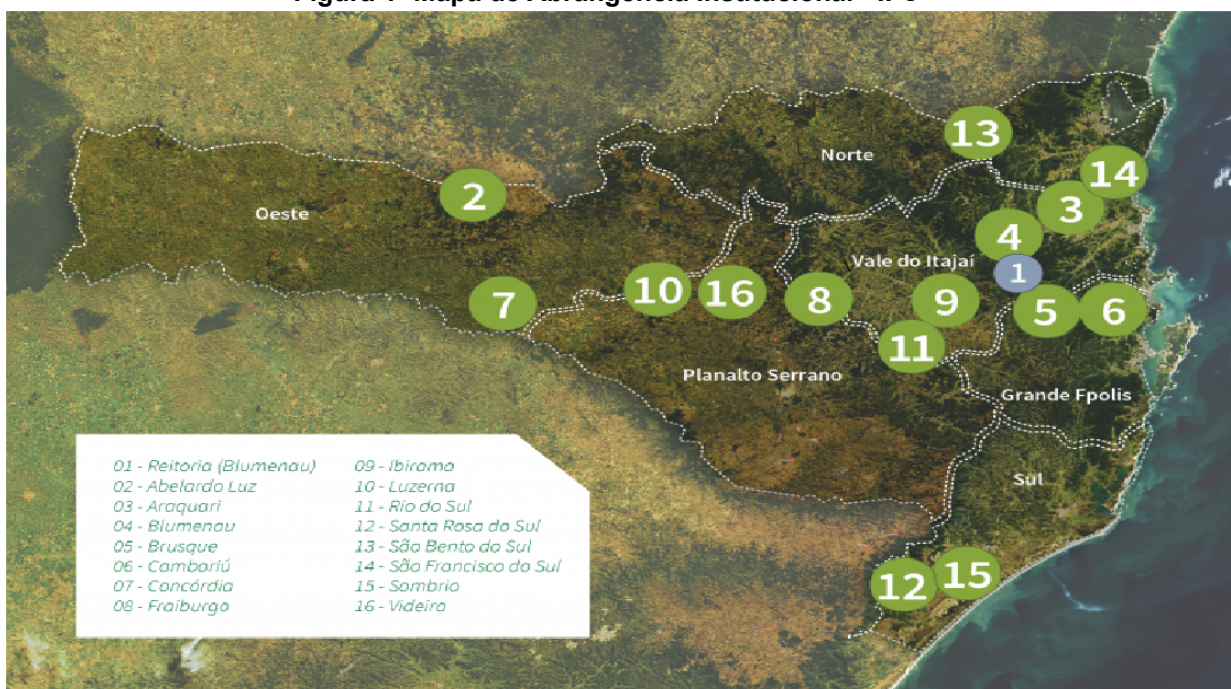 13
Norte
14
2
3
Oeste
4
Vale do Itajaí
1
10
16
8
9
7
5
6
11
Planalto Serrano
Grande Fpolis
Sul
12
15
01 - Reitoria (Blumenau)
02 - Abelardo Luz
03 - Araquari
04 - Blumenau
05 - Brusque
06 - Camboriú
07 - Concórdia
08 - Fraiburgo
09 - Ibirama
10 - Luzerna
11 - Rio do Sul
12 - Santa Rosa do Sul
13 - São Bento do Sul
14 - São Francisco do Sul
15 - Sombrio
16 - Videira